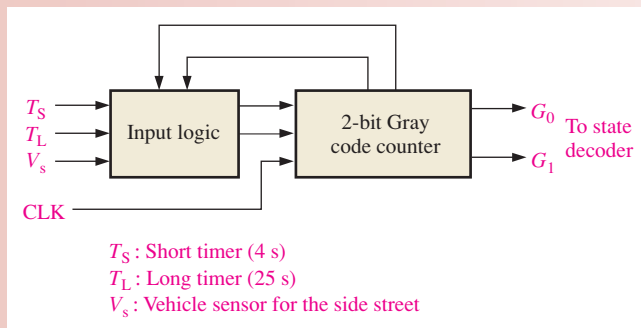 T_S
T_L
V_s
CLK
Input logic
2-bit Gray
code counter
G_0
G_1
To state
decoder
T_S : Short timer (4 s)
T_L : Long timer (25 s)
V_s : Vehicle sensor for the side street